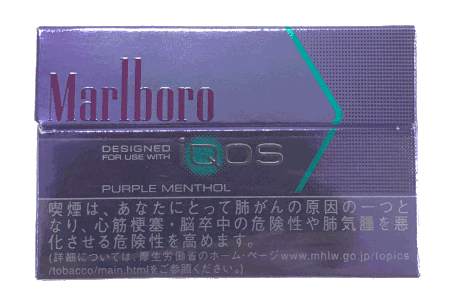 Marlboro
DESIGNED
FOR USE WITH
IQOS
PURPLE MENTHOL
喫煙は、あなたにとって肺がんの原因の一つと
なり、心筋梗塞・脳卒中の危険性や肺気腫を悪
化させる危険性を高めます。
(詳細については、厚生労働省のホーム・ページwww.mhlw.go.jp/topics
/tobacco/main.htmlをご参照ください。)